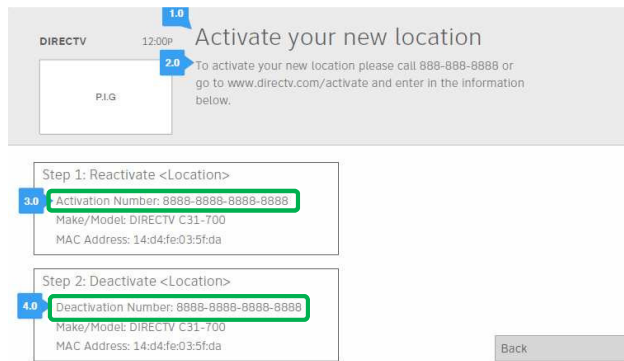 1.0
DIRECTV 12:00P
Activate your new location
2.0
To activate your new location please call 888-888-8888 or
go to www.directv.com/activate and enter in the information
below.
P.I.G
Step 1: Reactivate <Location>
3.0
Activation Number: 8888-8888-8888-8888
Make/Model: DIRECTV C31-700
MAC Address: 14:d4:fe:03:5f:da
Step 2: Deactivate <Location>
4.0
Deactivation Number: 8888-8888-8888-8888
Make/Model: DIRECTV C31-700
MAC Address: 14:d4:fe:03:5f:da
Back